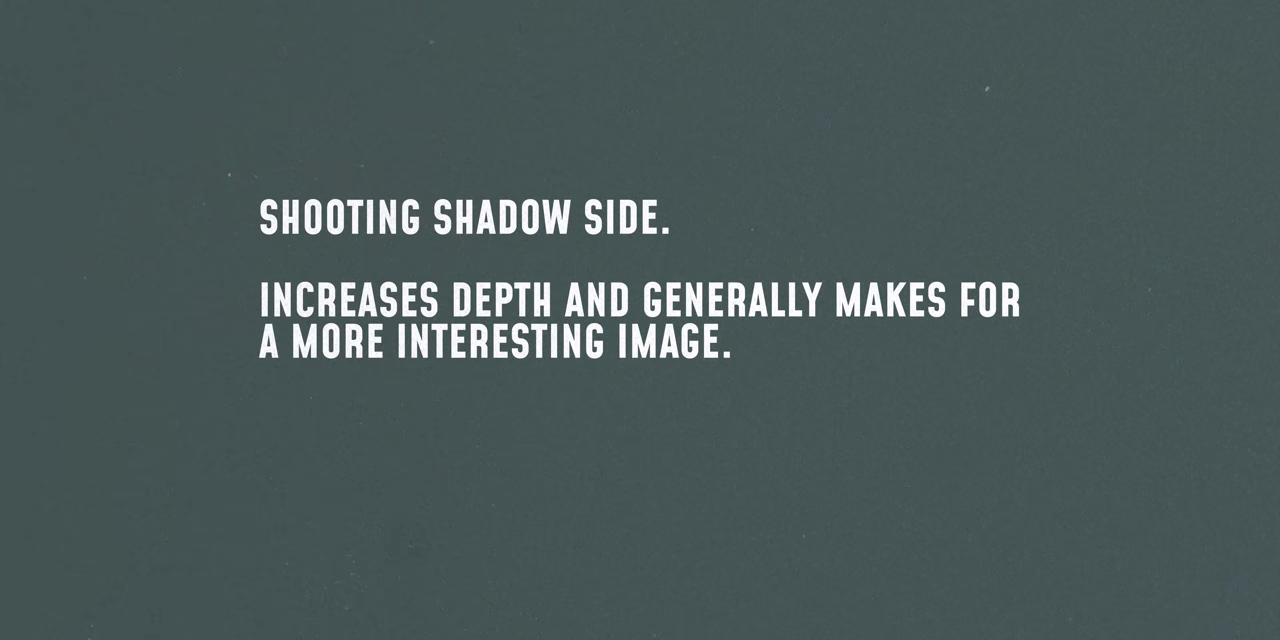 SHOOTING SHADOW SIDE.
INCREASES DEPTH AND GENERALLY MAKES FOR
A MORE INTERESTING IMAGE.